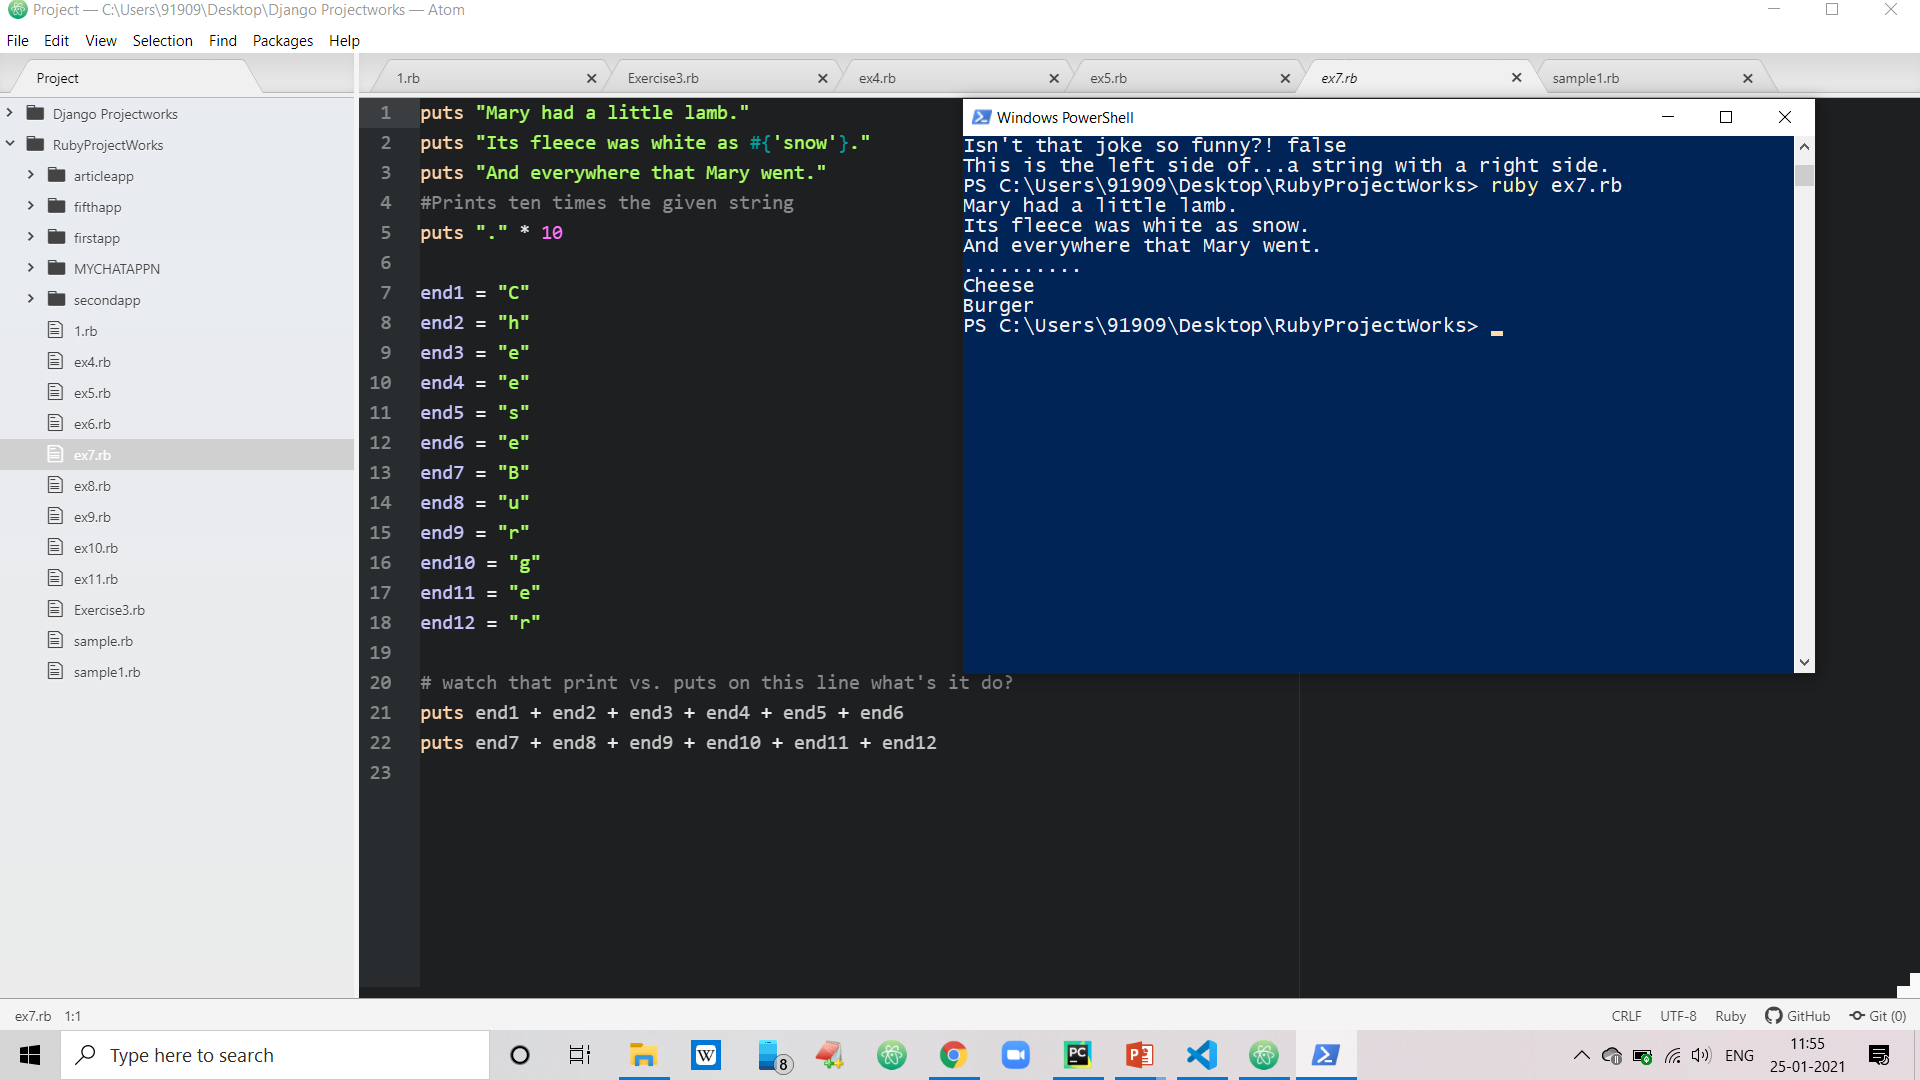 Project — C:\Users\91909\Desktop\Django Projectworks — Atom
File Edit View Selection Find Packages Help
Project
1.rb
Exercise3.rb
ex4.rb
ex5.rb
ex7.rb
sample1.rb
Django Projectworks
RubyProjectWorks
articleapp
fifthapp
firstapp
MYCHATAPPN
secondapp
1.rb
ex4.rb
ex5.rb
ex6.rb
ex7.rb
ex8.rb
ex9.rb
ex10.rb
ex11.rb
Exercise3.rb
sample.rb
sample1.rb
1 puts "Mary had a little lamb."
2 puts "Its fleece was white as #{'snow'}."
3 puts "And everywhere that Mary went."
4 #Prints ten times the given string
5 puts "." * 10
6
7 end1 = "C"
8 end2 = "h"
9 end3 = "e"
10 end4 = "e"
11 end5 = "s"
12 end6 = "e"
13 end7 = "B"
14 end8 = "u"
15 end9 = "r"
16 end10 = "g"
17 end11 = "e"
18 end12 = "r"
19
20 # watch that print vs. puts on this line what's it do?
21 puts end1 + end2 + end3 + end4 + end5 + end6
22 puts end7 + end8 + end9 + end10 + end11 + end12
23
Windows PowerShell
Isn't that joke so funny?! false
This is the left side of...a string with a right side.
PS C:\Users\91909\Desktop\RubyProjectWorks> ruby ex7.rb
Mary had a little lamb.
Its fleece was white as snow.
And everywhere that Mary went.
..........
Cheese
Burger
PS C:\Users\91909\Desktop\RubyProjectWorks>
ex7.rb 1:1
CRLF UTF-8 Ruby GitHub Git (0)
Type here to search
W
8
PC
P
ENG
11:55
25-01-2021